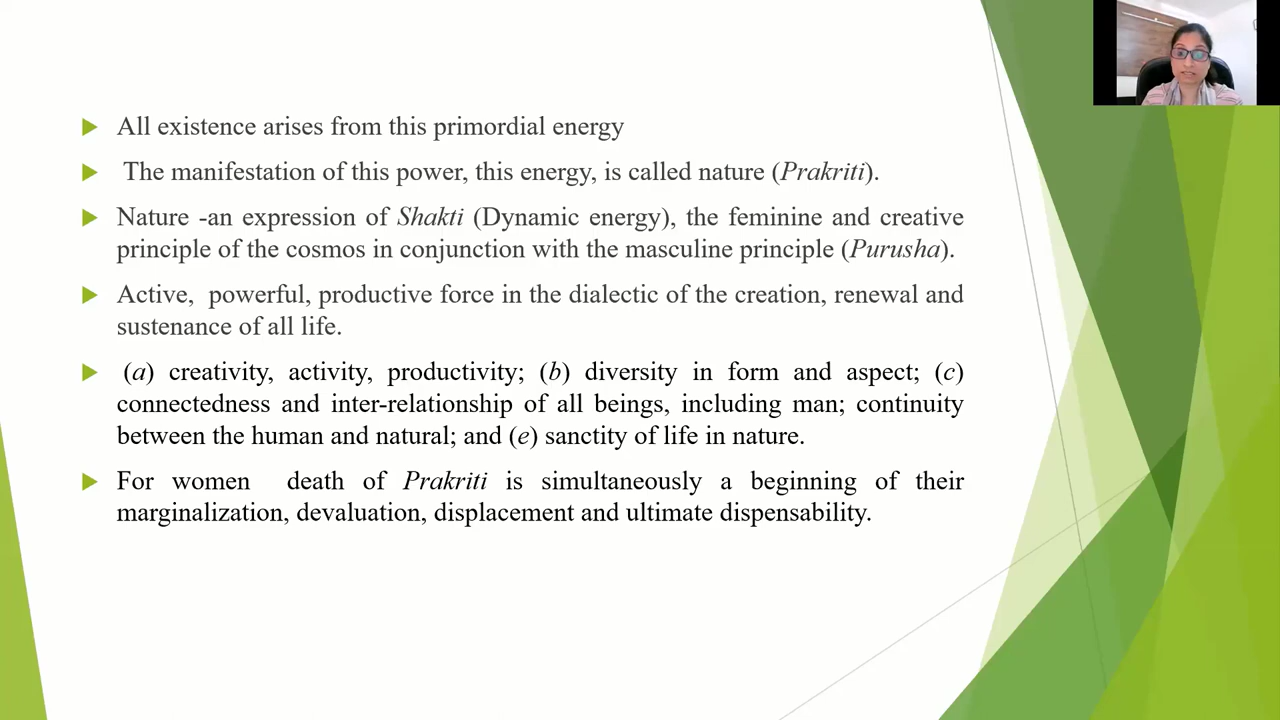 All existence arises from this primordial energy
The manifestation of this power, this energy, is called nature (Prakriti).
Nature -an expression of Shakti (Dynamic energy), the feminine and creative
principle of the cosmos in conjunction with the masculine principle (Purusha).
Active, powerful, productive force in the dialectic of the creation, renewal and
sustenance of all life.
(a) creativity, activity, productivity; (b) diversity in form and aspect; (c)
connectedness and inter-relationship of all beings, including man; continuity
between the human and natural; and (e) sanctity of life in nature.
For women death of Prakriti is simultaneously a beginning of their
marginalization, devaluation, displacement and ultimate dispensability.